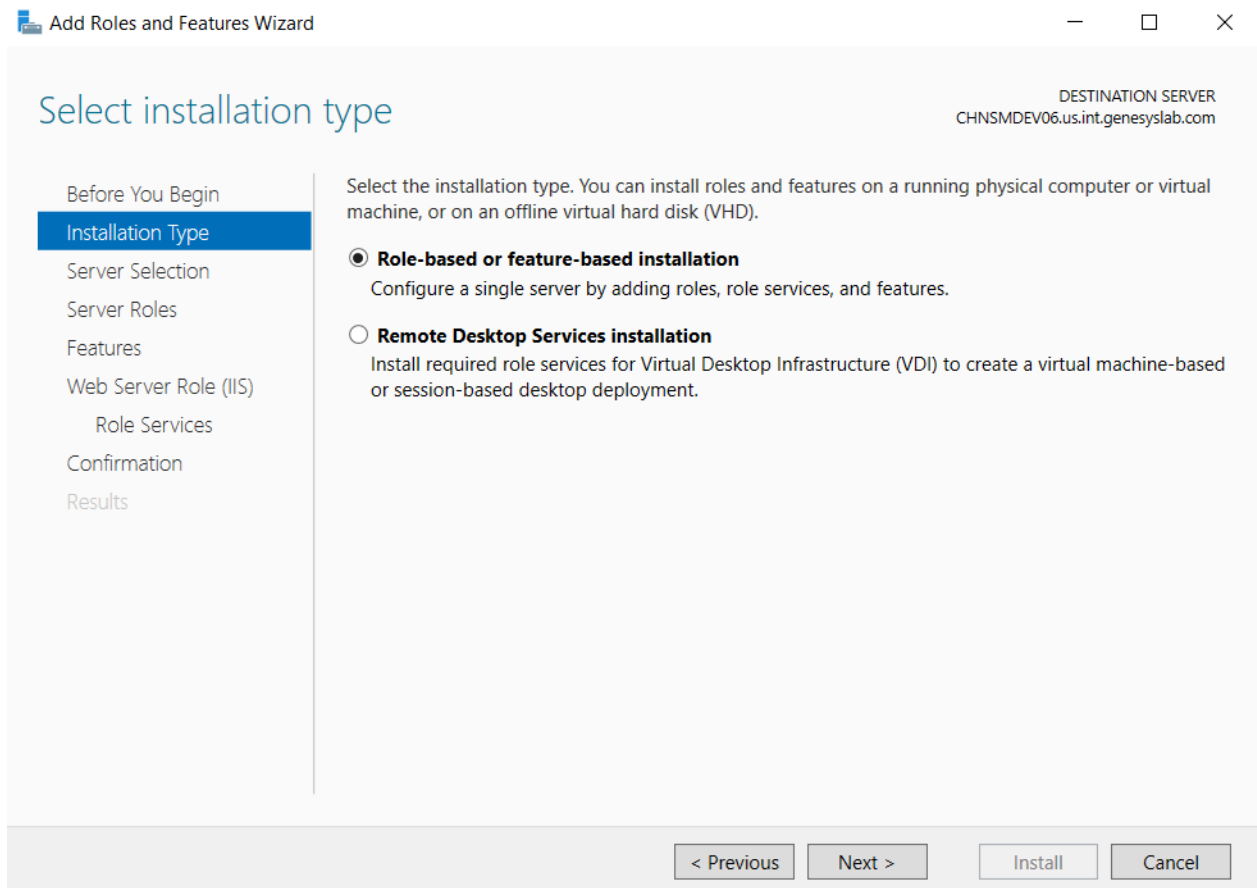 Add Roles and Features Wizard
Select installation type
DESTINATION SERVER
CHNSMDEV06.us.int.genesyslab.com
Before You Begin
Installation Type
Server Selection
Server Roles
Features
Web Server Role (IIS)
Role Services
Confirmation
Results
Select the installation type. You can install roles and features on a running physical computer or virtual
machine, or on an offline virtual hard disk (VHD).
Role-based or feature-based installation
Configure a single server by adding roles, role services, and features.
Remote Desktop Services installation
Install required role services for Virtual Desktop Infrastructure (VDI) to create a virtual machine-based
or session-based desktop deployment.
< Previous
Next >
Install
Cancel